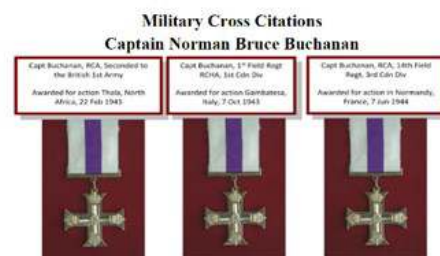 Military Cross Citations
Captain Norman Bruce Buchanan
Capt Buchanan, RCA, Seconded to
the British 1st Army
Awarded for action Thala, North
Africa, 22 Feb 1943
Capt Buchanan, 1st Field Regt
RCHA, 1st Cdn Div
Awarded for action Gambatesa,
Italy, 7 Oct 1943
Capt Buchanan, RCA, 14th Field
Regt, 3rd Cdn Div
Awarded for action in Normandy,
France, 7 Jun 1944